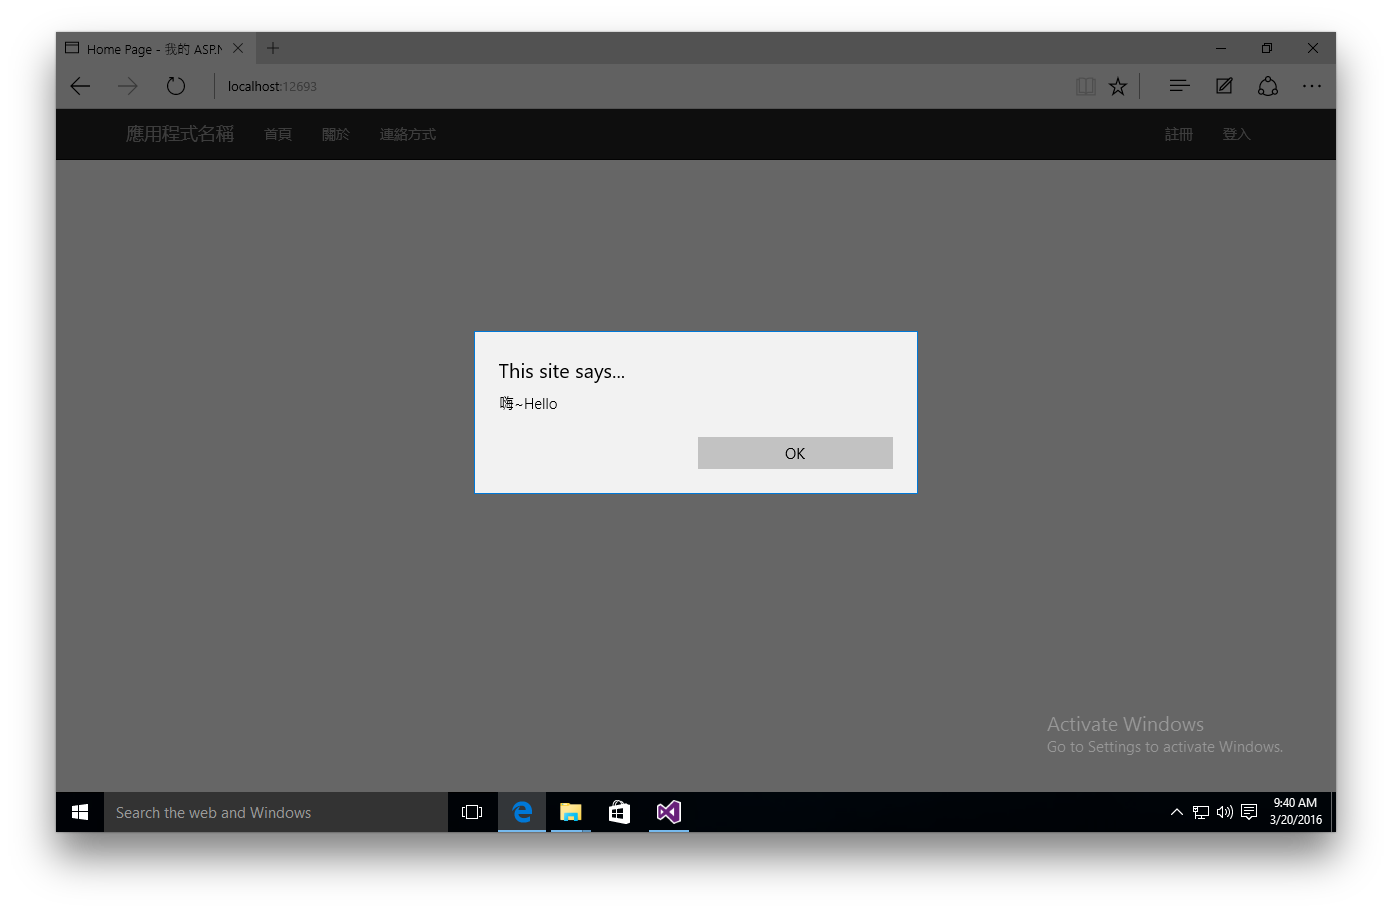 Home Page - 我的 ASP.N
localhost:12693
應用程式名稱 首頁 關於 連絡方式 註冊 登入
This site says...
嗨~Hello
OK
Activate Windows
Go to Settings to activate Windows.
Search the web and Windows
9:40 AM
3/20/2016